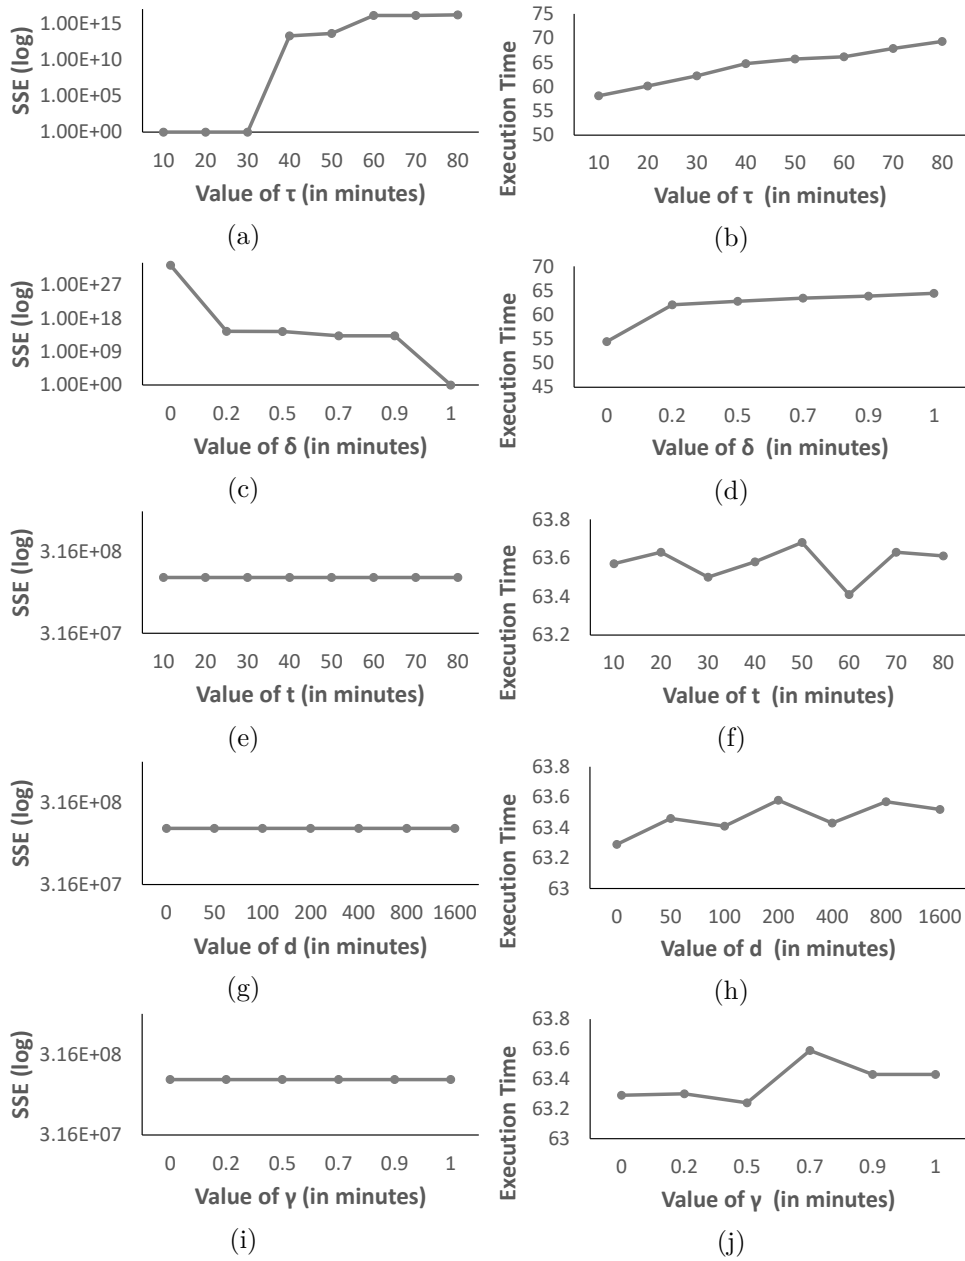 SSE (log)
1.00E+15
1.00E+10
1.00E+05
1.00E+00
10 20 30 40 50 60 70 80
Value of τ (in minutes)
(a)
Execution Time
75
70
65
60
55
50
10 20 30 40 50 60 70 80
Value of τ (in minutes)
(b)
SSE (log)
1.00E+27
1.00E+18
1.00E+09
1.00E+00
0 0.2 0.5 0.7 0.9 1
Value of δ (in minutes)
(c)
Execution Time
70
65
60
55
50
45
0 0.2 0.5 0.7 0.9 1
Value of δ (in minutes)
(d)
SSE (log)
3.16E+08
3.16E+07
10 20 30 40 50 60 70 80
Value of t (in minutes)
(e)
Execution Time
63.8
63.6
63.4
63.2
10 20 30 40 50 60 70 80
Value of t (in minutes)
(f)
SSE (log)
3.16E+08
3.16E+07
0 50 100 200 400 800 1600
Value of d (in minutes)
(g)
Execution Time
63.8
63.6
63.4
63.2
63
0 50 100 200 400 800 1600
Value of d (in minutes)
(h)
SSE (log)
3.16E+08
3.16E+07
0 0.2 0.5 0.7 0.9 1
Value of γ (in minutes)
(i)
Execution Time
63.8
63.6
63.4
63.2
63
0 0.2 0.5 0.7 0.9 1
Value of γ (in minutes)
(j)